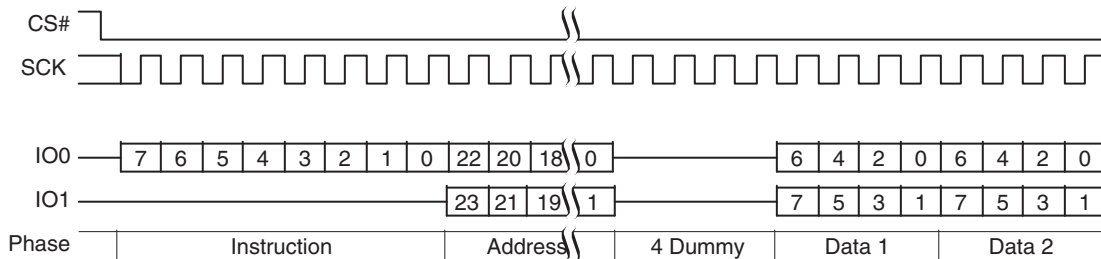 CS#
SCK
IO0 7 6 5 4 3 2 1 0 22 20 18 0 6 4 2 0 6 4 2 0
IO1 23 21 19 1 7 5 3 1 7 5 3 1
Phase Instruction Address 4 Dummy Data 1 Data 2